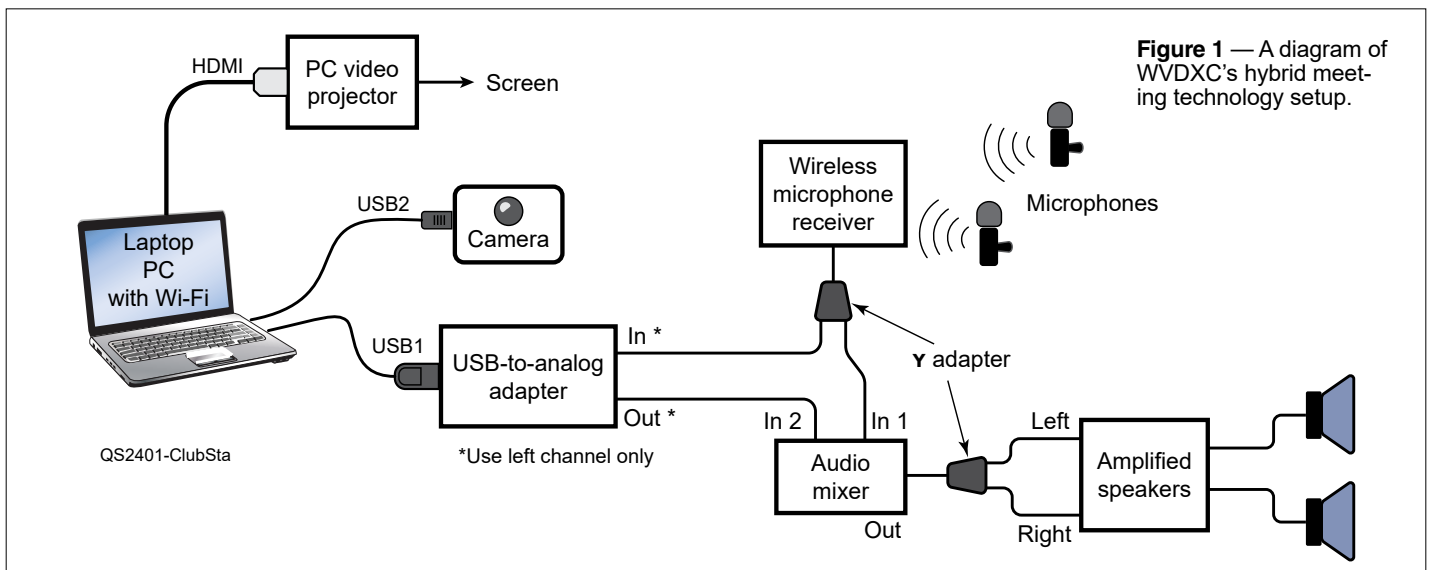 Figure 1 — A diagram of
WVDXC's hybrid meet-
ing technology setup.
HDMI
PC video
projector
Screen
Wireless
microphone
receiver
Microphones
USB2
Camera
Laptop
PC
with Wi-Fi
USB1
USB-to-analog
adapter
In *
Out *
Y adapter
In 2
In 1
Left
Audio
mixer
Amplified
speakers
Out
Right
QS2401-ClubSta
*Use left channel only